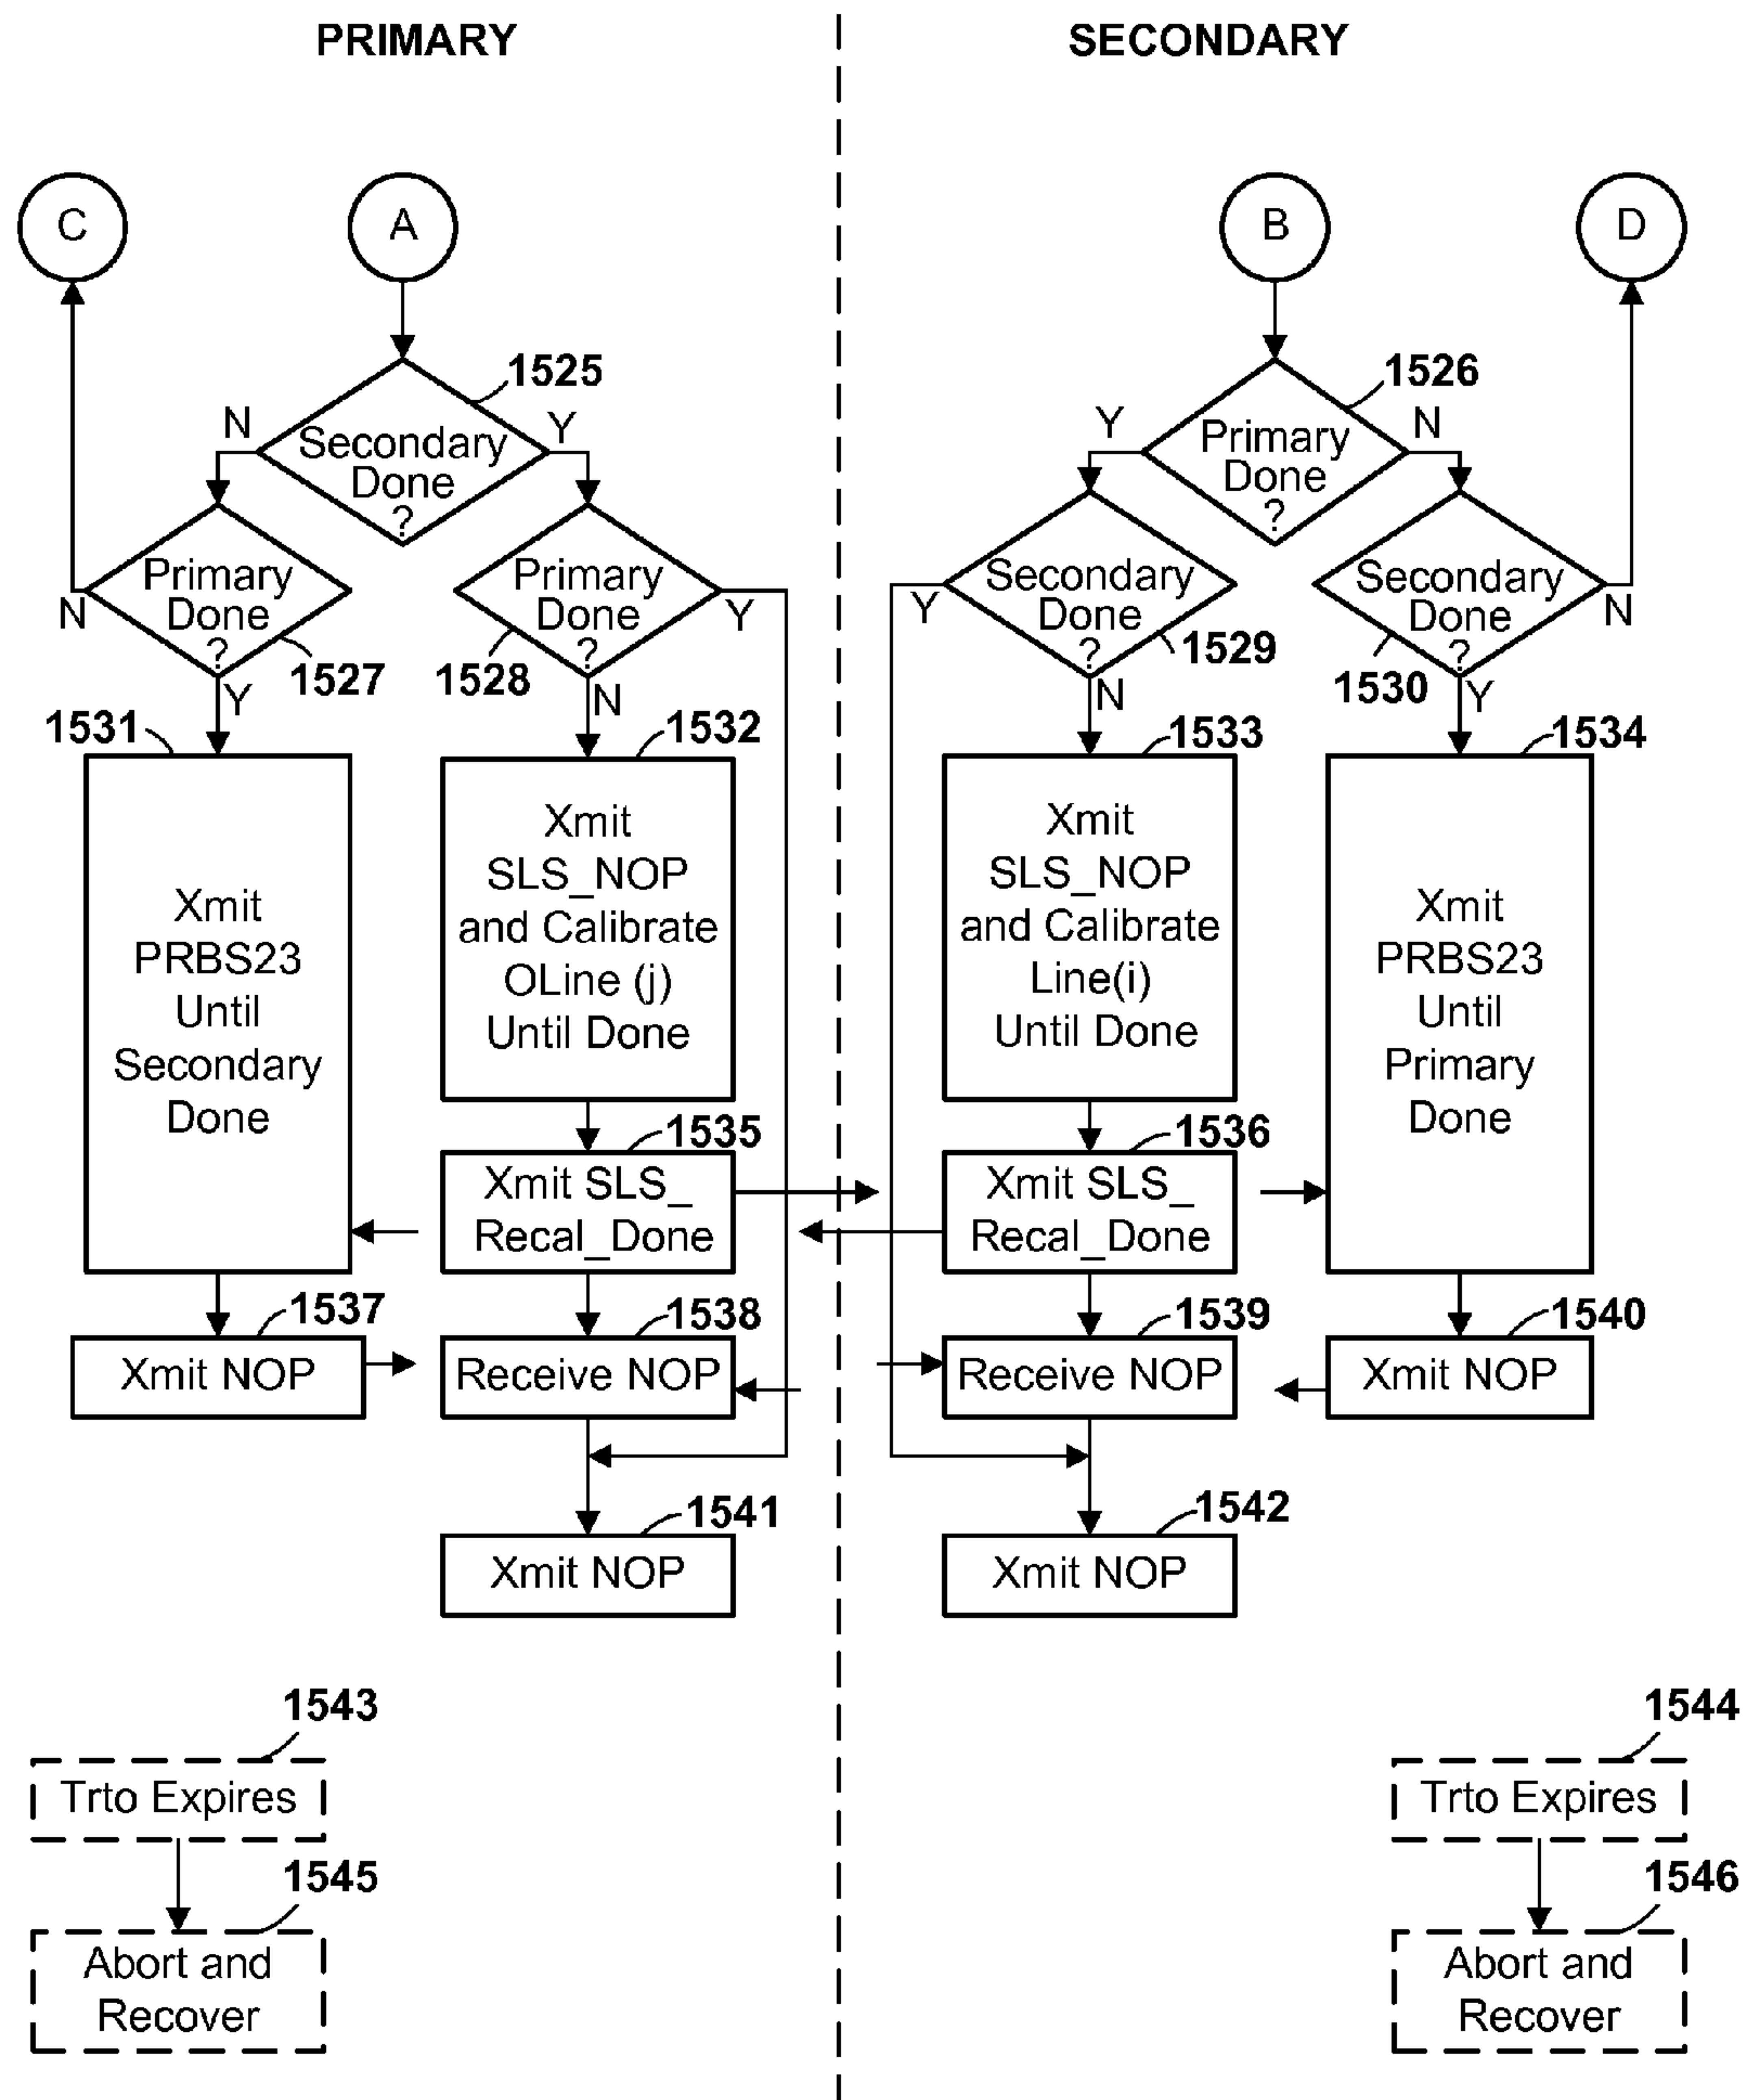 PRIMARY
SECONDARY
C
A
B
D
1525
1526
N
Y
Y
N
Secondary
Done
?
Primary
Done
?
Primary
Done
?
Primary
Done
?
Secondary
Done
?
Secondary
Done
?
N
Y
Y
N
1527
1528
1529
1530
Y
N
N
Y
1531
1532
1533
1534
Xmit
PRBS23
Until
Secondary
Done
Xmit
SLS_NOP
and Calibrate
OLine (j)
Until Done
Xmit
SLS_NOP
and Calibrate
Line(i)
Until Done
Xmit
PRBS23
Until
Primary
Done
1535
1536
Xmit SLS_
Recal_Done
Xmit SLS_
Recal_Done
1537
1538
1539
1540
Xmit NOP
Receive NOP
Receive NOP
Xmit NOP
1541
1542
Xmit NOP
Xmit NOP
1543
1544
Trto Expires
Trto Expires
1545
1546
Abort and
Recover
Abort and
Recover